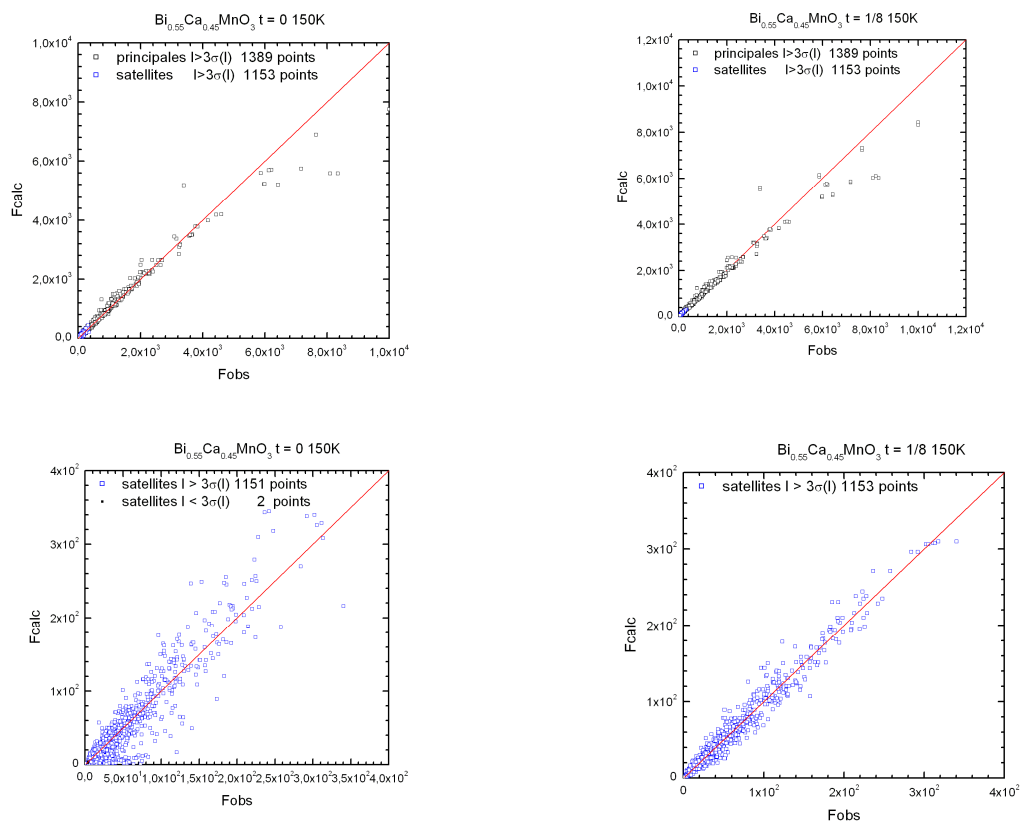 Bi0.55Ca0.45MnO3 t = 0 150K
1,0x10^4
principales I>3σ(I) 1389 points
satellites I>3σ(I) 1153 points
8,0x10^3
6,0x10^3
Fcalc
4,0x10^3
2,0x10^3
0,0
0,0 2,0x10^3 4,0x10^3 6,0x10^3 8,0x10^3 1,0x10^4
Fobs
Bi0.55Ca0.45MnO3 t = 1/8 150K
1,2x10^4
principales I>3σ(I) 1389 points
satellites I>3σ(I) 1153 points
1,0x10^4
8,0x10^3
Fcalc
6,0x10^3
4,0x10^3
2,0x10^3
0,0
0,0 2,0x10^3 4,0x10^3 6,0x10^3 8,0x10^3 1,0x10^4 1,2x10^4
Fobs
Bi0.55Ca0.45MnO3 t = 0 150K
4x10^2
satellites I > 3σ(I) 1151 points
satellites I < 3σ(I) 2 points
3x10^2
Fcalc
2x10^2
1x10^2
0
0,0 5,0x10^1 1,0x10^2 1,5x10^2 2,0x10^2 2,5x10^2 3,0x10^2 3,5x10^2 4,0x10^2
Fobs
Bi0.55Ca0.45MnO3 t = 1/8 150K
4x10^2
satellites I > 3σ(I) 1153 points
3x10^2
Fcalc
2x10^2
1x10^2
0
0 1x10^2 2x10^2 3x10^2 4x10^2
Fobs